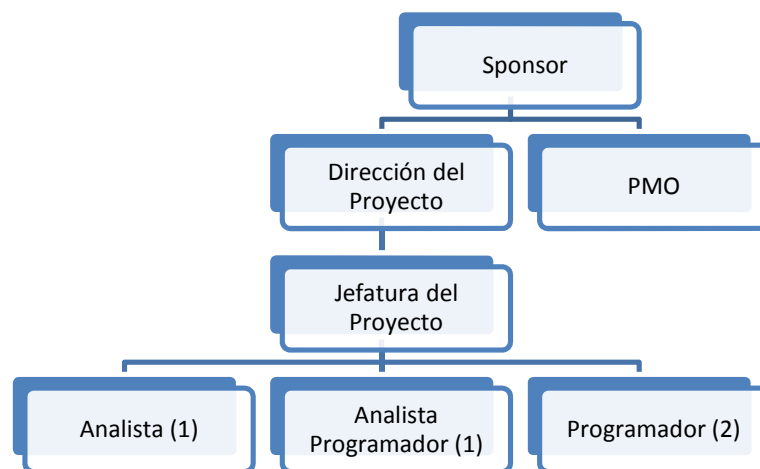 Sponsor
Dirección del
Proyecto
PMO
Jefatura del
Proyecto
Analista (1)
Analista
Programador (1)
Programador (2)